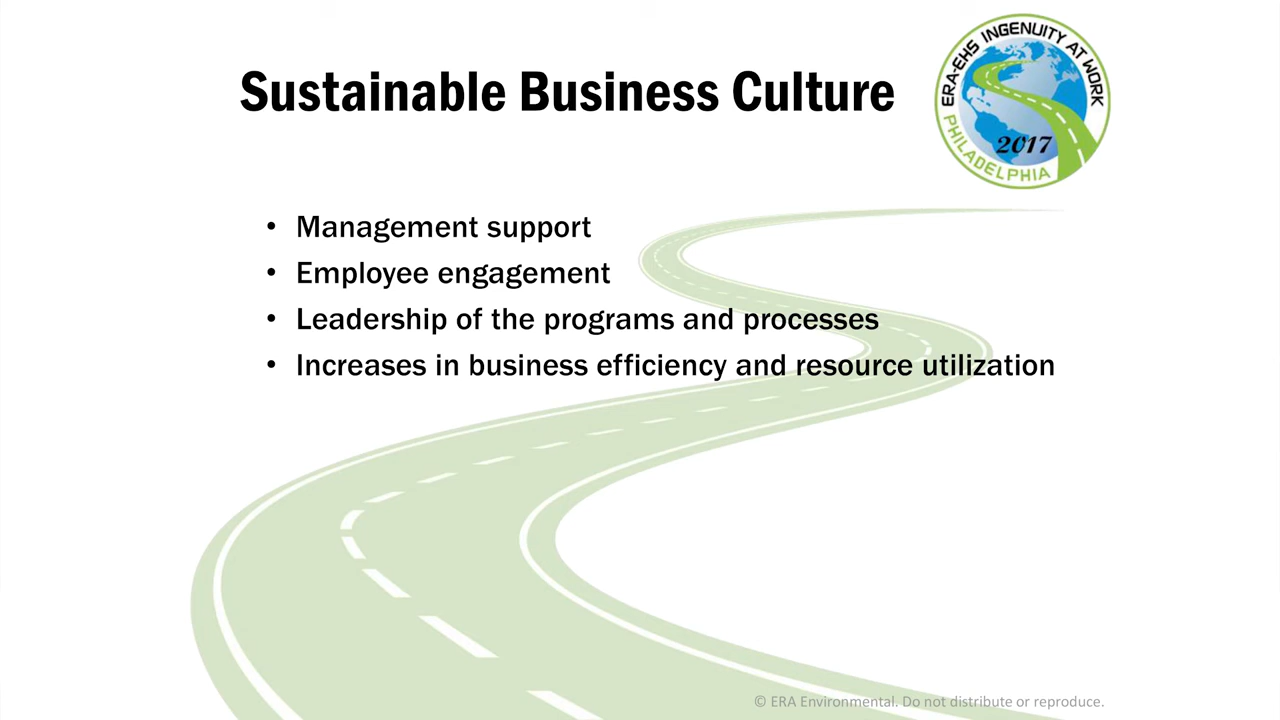 Sustainable Business Culture
ERA-EHS INGENUITY AT WORK
2017
PHILADELPHIA
• Management support
• Employee engagement
• Leadership of the programs and processes
• Increases in business efficiency and resource utilization
© ERA Environmental. Do not distribute or reproduce.